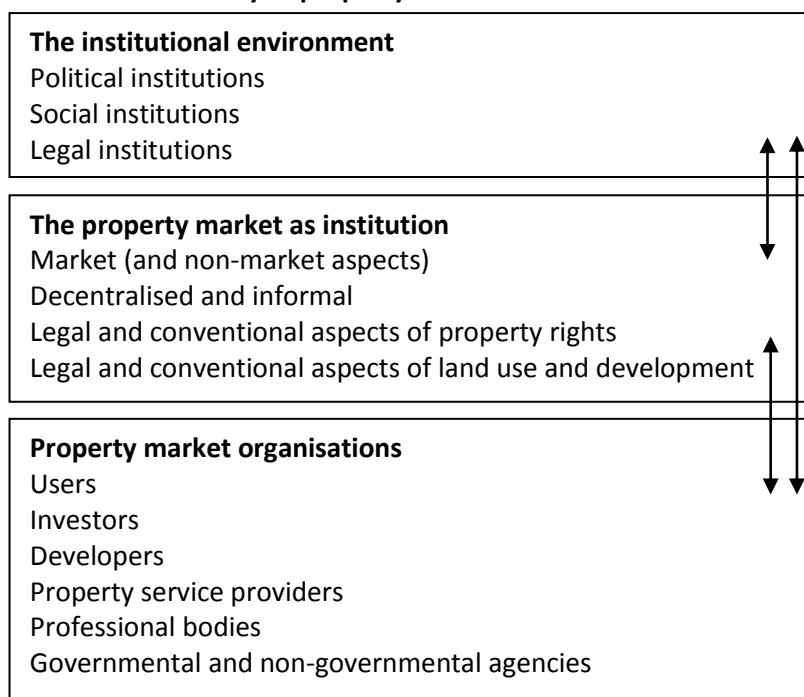 The institutional environment
Political institutions
Social institutions
Legal institutions
The property market as institution
Market (and non-market aspects)
Decentralised and informal
Legal and conventional aspects of property rights
Legal and conventional aspects of land use and development
Property market organisations
Users
Investors
Developers
Property service providers
Professional bodies
Governmental and non-governmental agencies